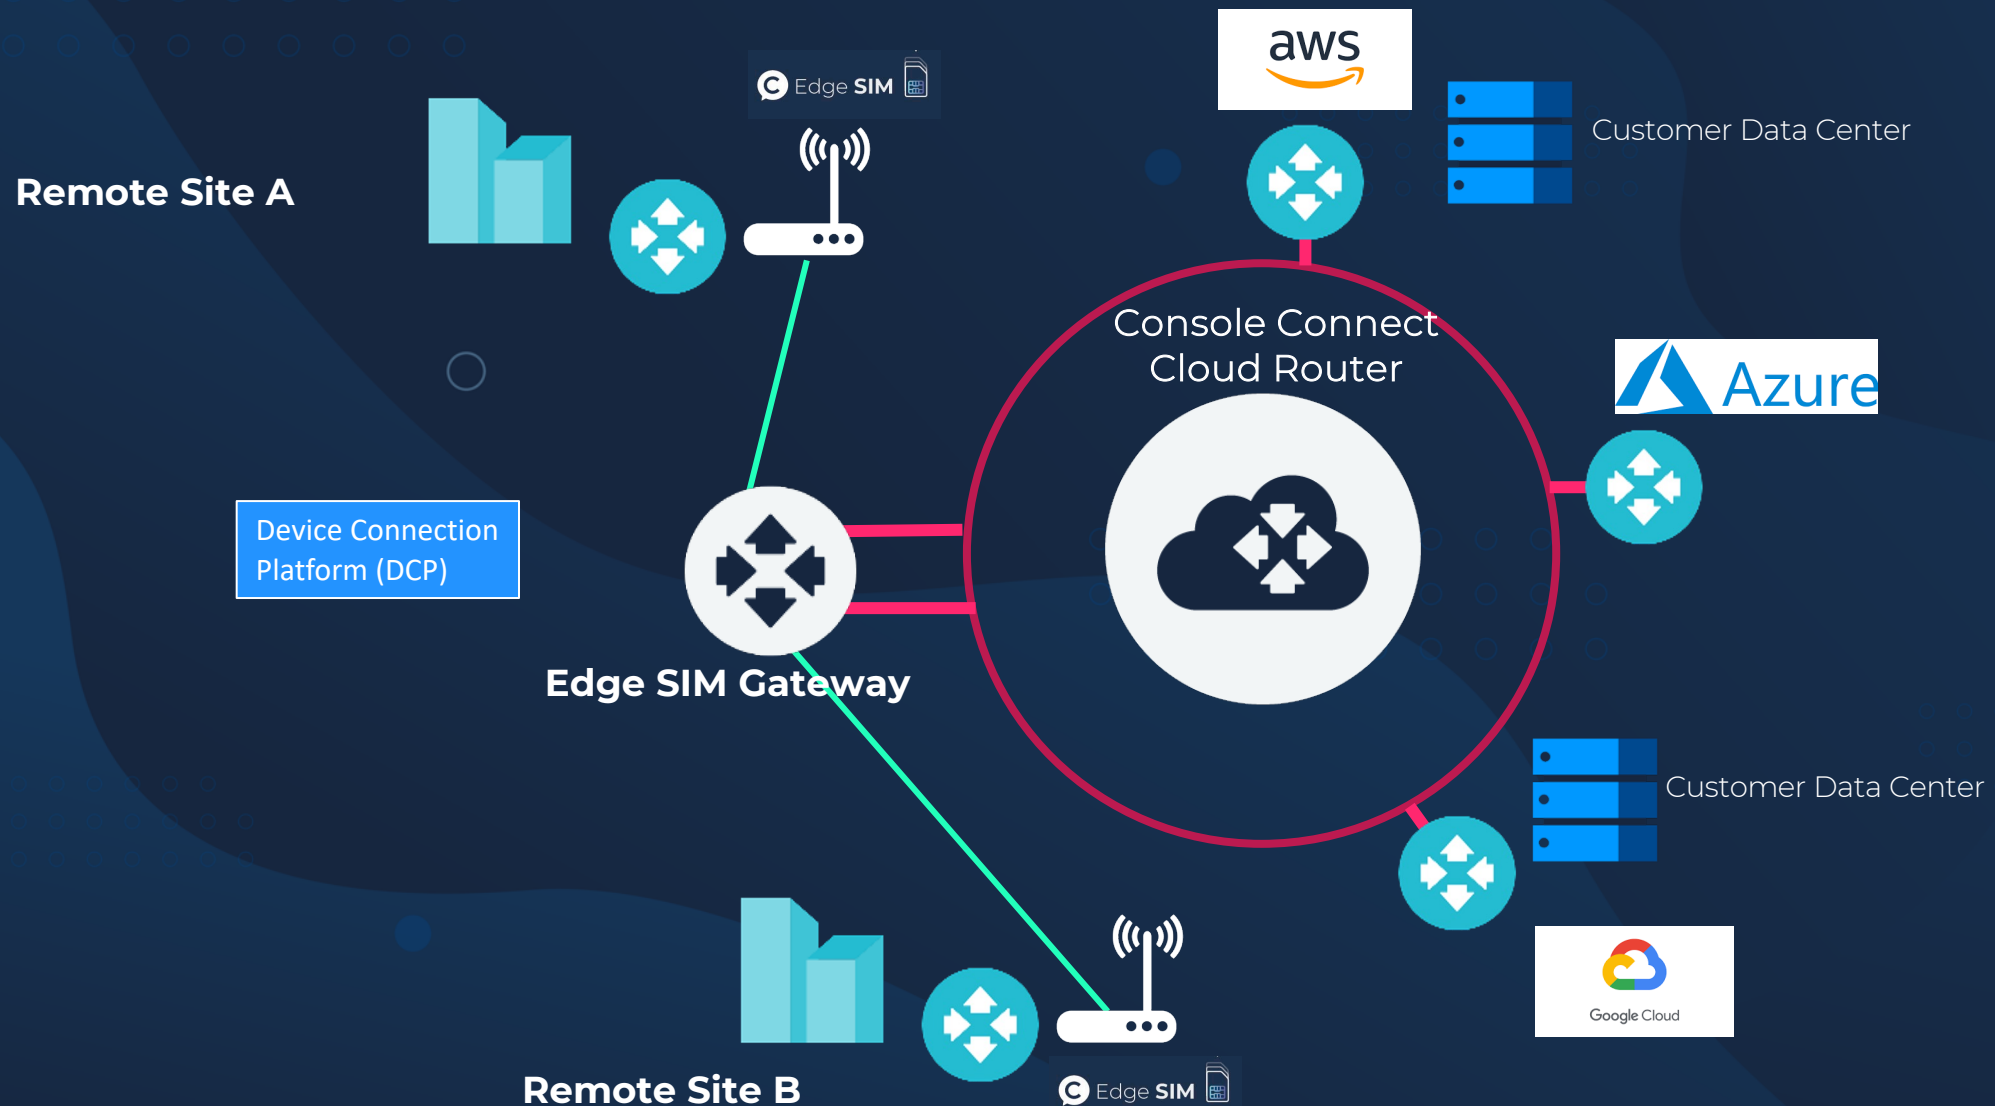 aws
Edge SIM
Customer Data Center
Remote Site A
Console Connect
Cloud Router
Azure
Device Connection
Platform (DCP)
Edge SIM Gateway
Customer Data Center
Google Cloud
Remote Site B
Edge SIM